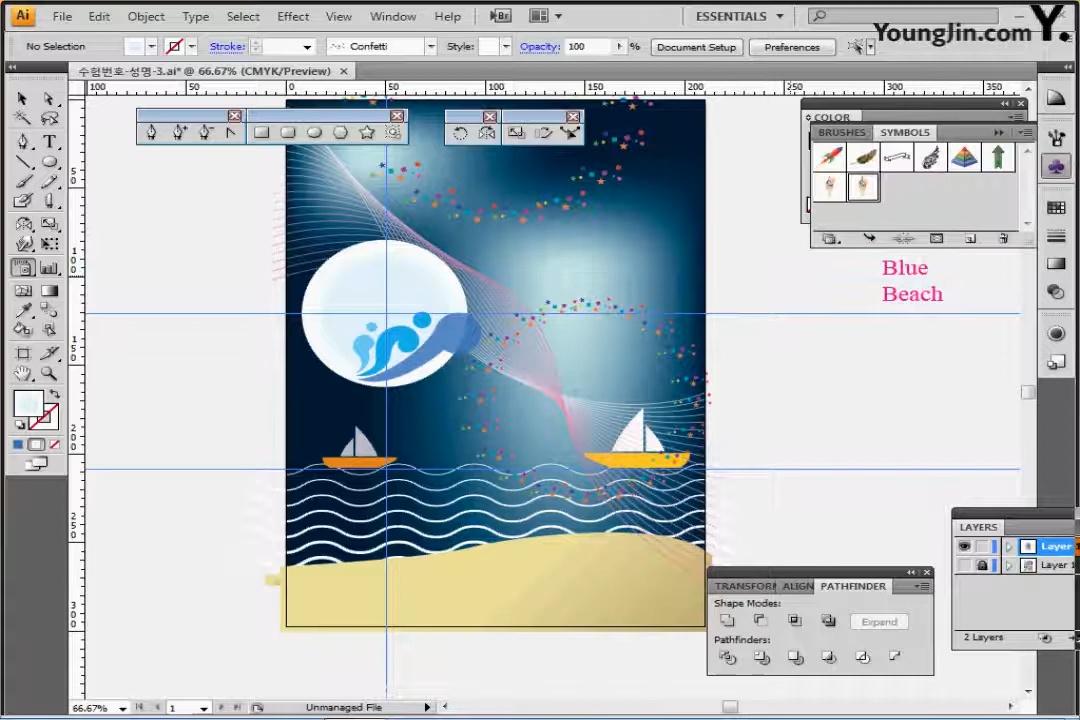 Ai File Edit Object Type Select Effect View Window Help Br ESSENTIALS
YoungJin.com Y.
No Selection Stroke: Confetti Style: Opacity: 100 Document Setup Preferences
수험번호-성명-3.ai* @ 66.67% (CMYK/Preview)
100 50 0 50 100 150 200 250 300 350
COLOR
BRUSHES SYMBOLS
Blue
Beach
LAYERS
Layer
Layer
TRANSFORM ALIGN PATHFINDER
Shape Modes:
Expand
Pathfinders:
2 Layers
66.67% 1 Unmanaged File